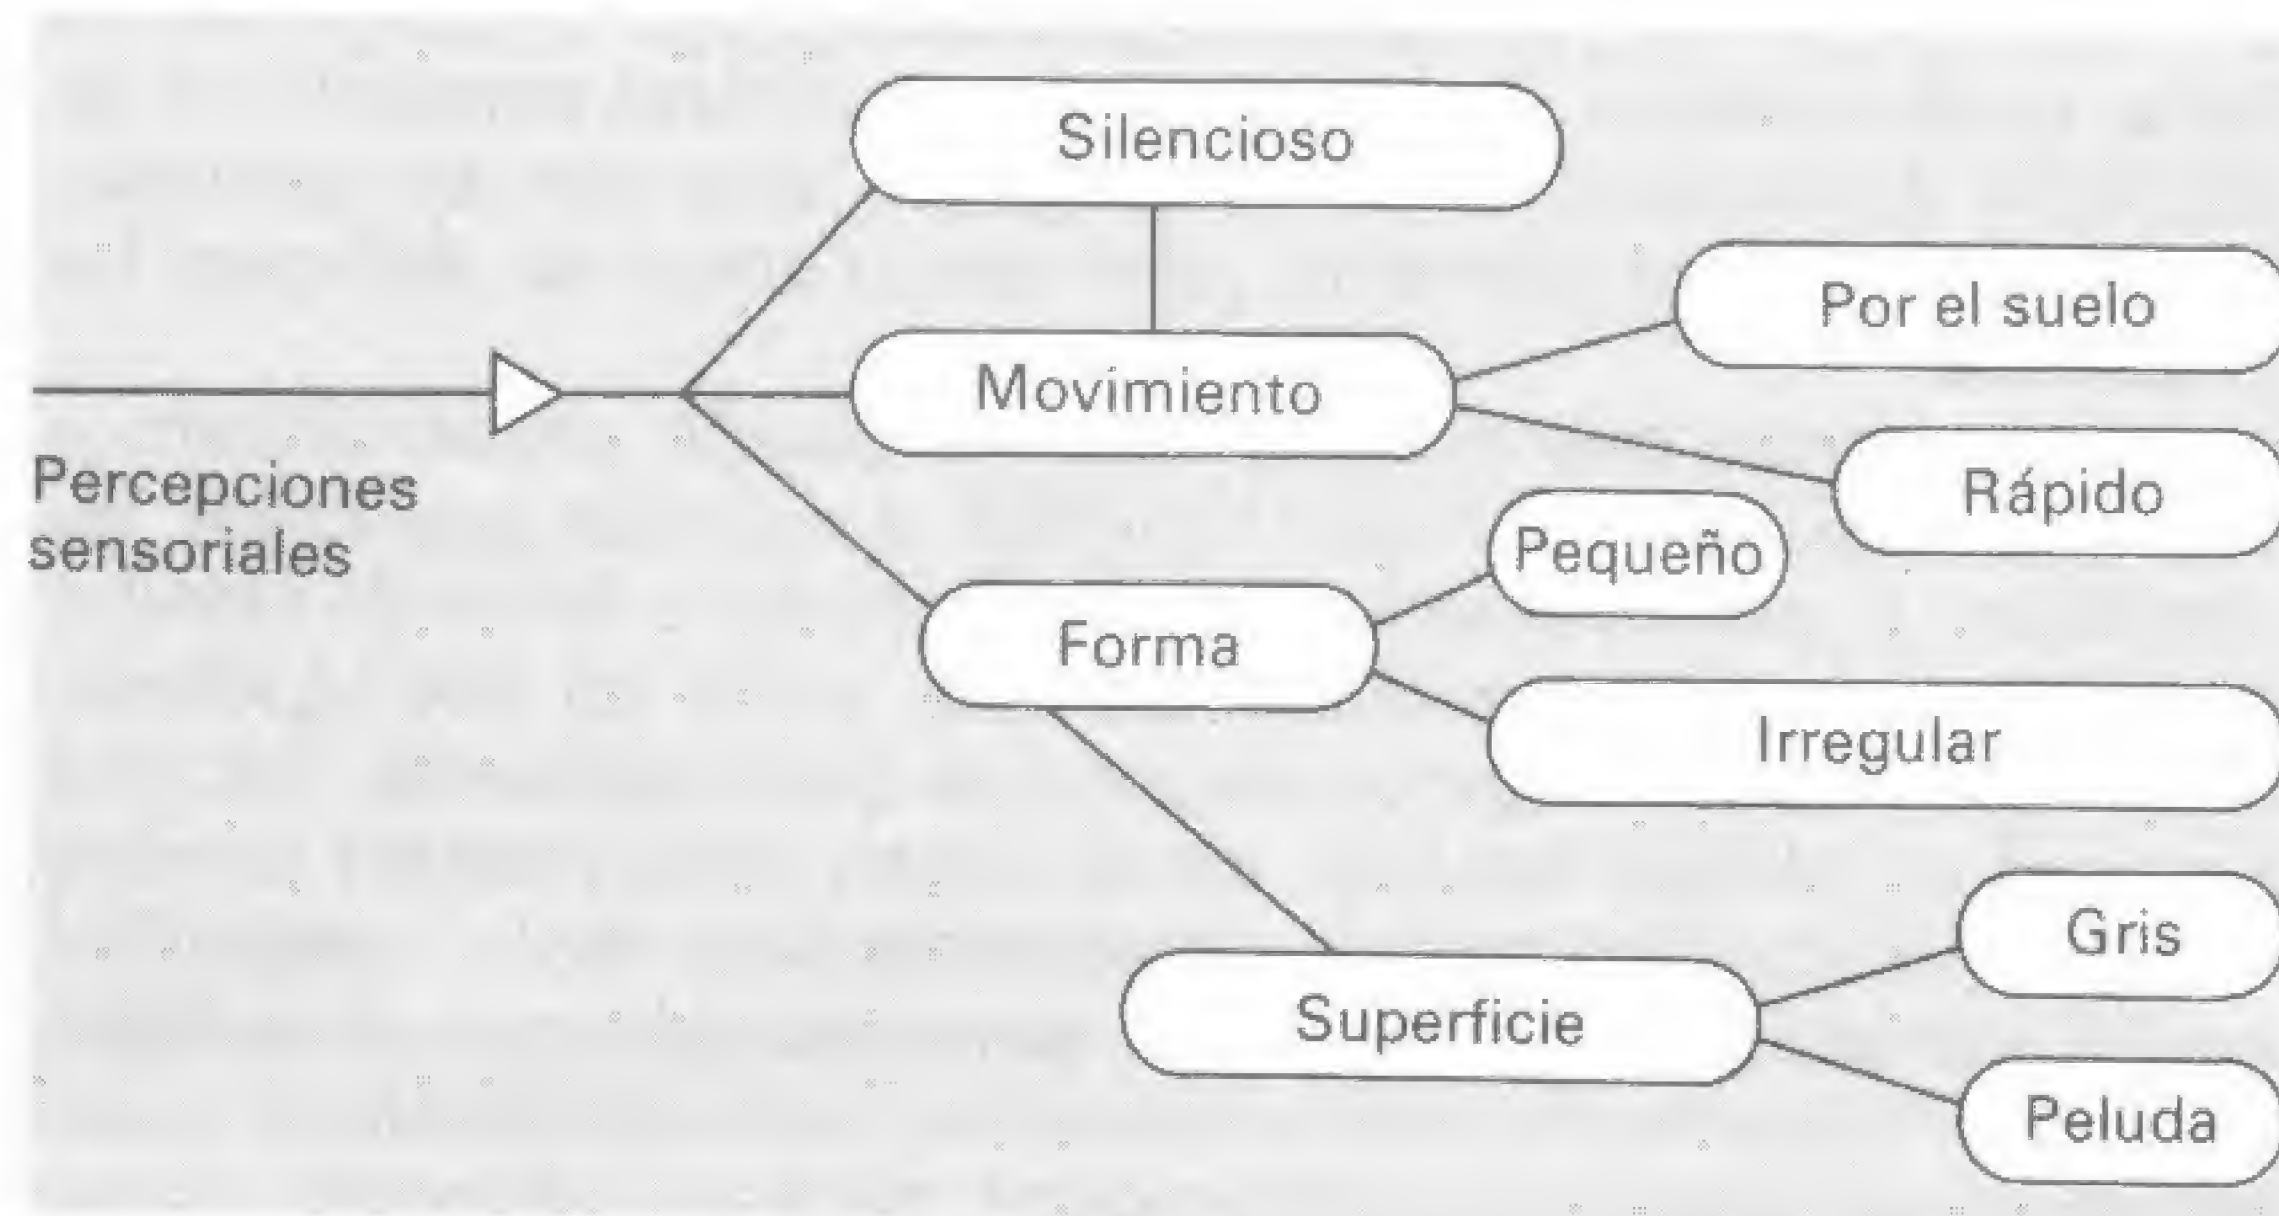 Silencioso
Por el suelo
Movimiento
Percepciones
sensoriales
Rápido
Pequeño
Forma
Irregular
Gris
Superficie
Peluda